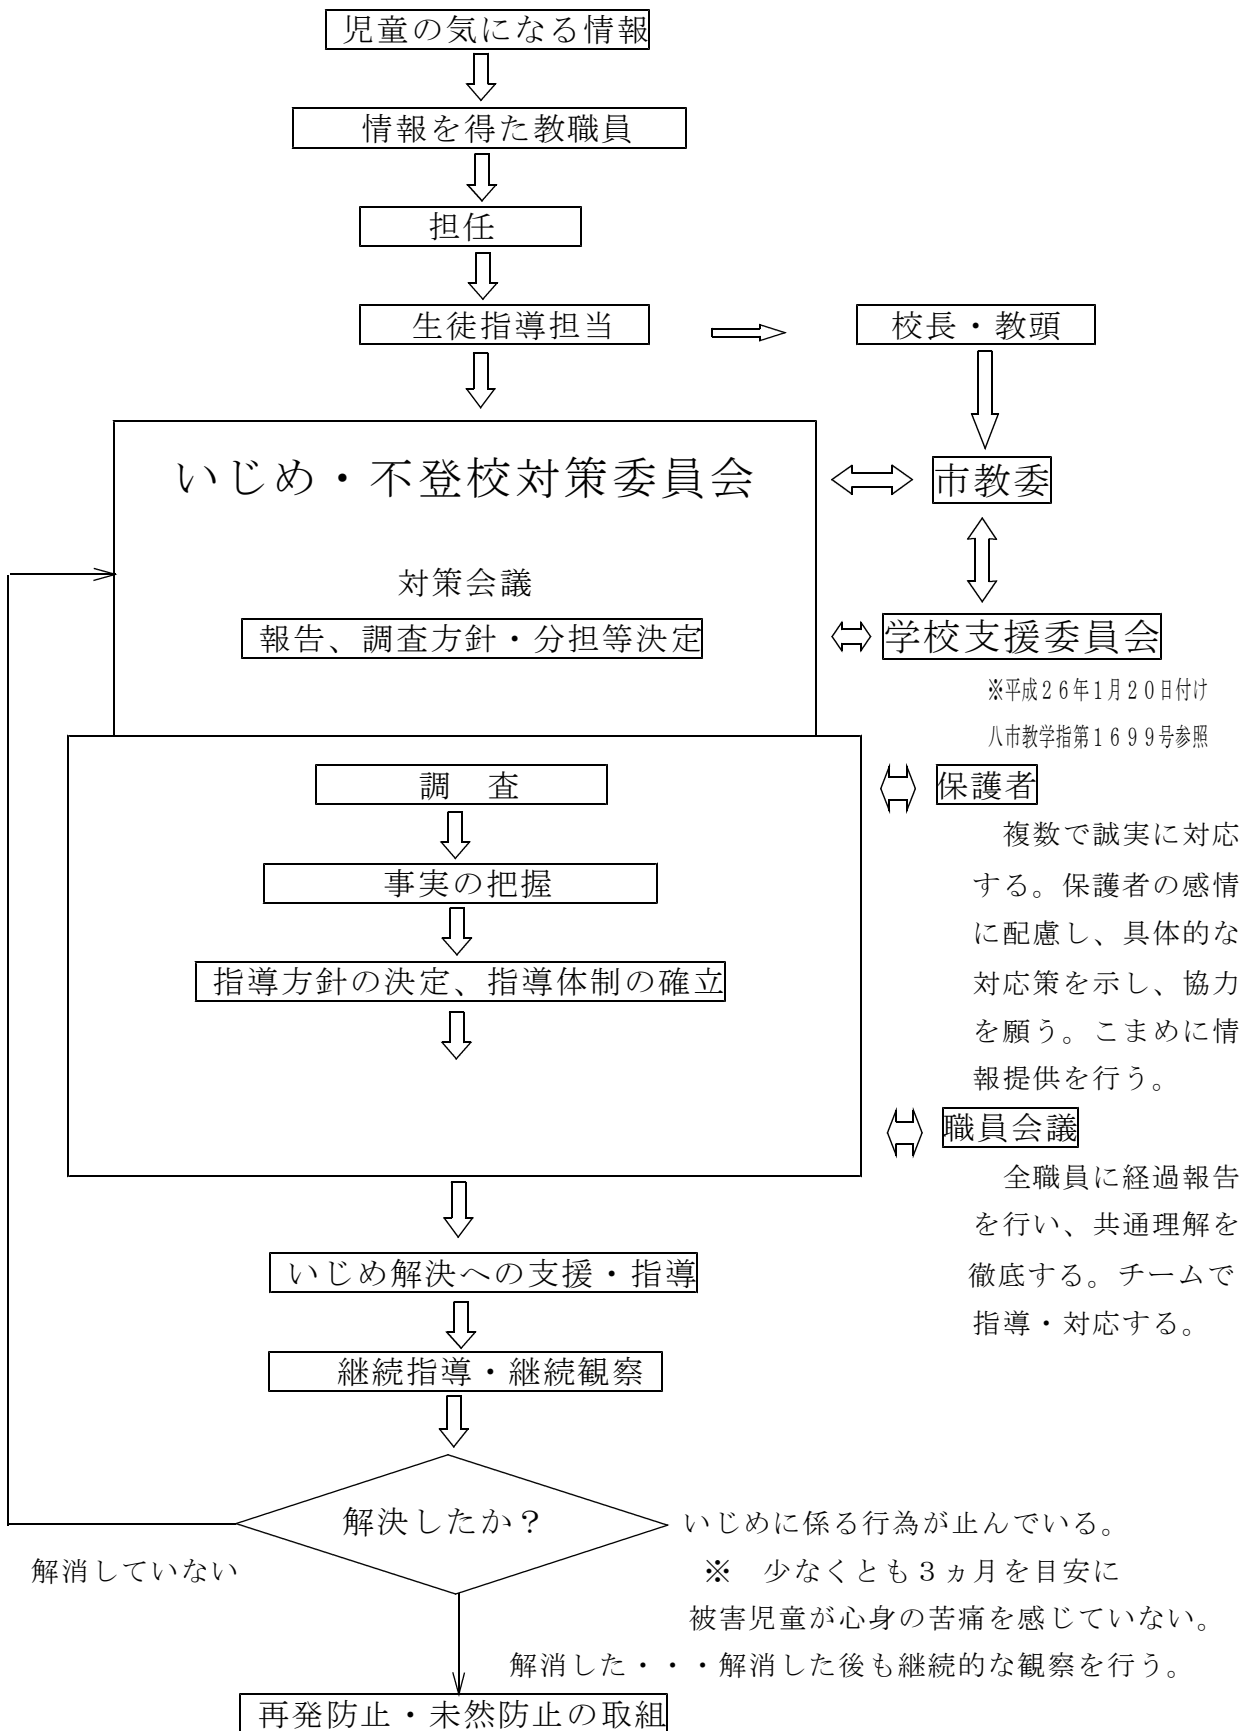 児童の気になる情報
情報を得た教職員
担任
生徒指導担当
校長・教頭
いじめ・不登校対策委員会
市教委
対策会議
報告、調査方針・分担等決定
学校支援委員会
※平成26年1月20日付け
八市教学指第1699号参照
調　査
保護者
複数で誠実に対応
する。保護者の感情
に配慮し、具体的な
対応策を示し、協力
を願う。こまめに情
報提供を行う。
事実の把握
指導方針の決定、指導体制の確立
職員会議
全職員に経過報告
を行い、共通理解を
徹底する。チームで
指導・対応する。
いじめ解決への支援・指導
継続指導・継続観察
解決したか？
いじめに係る行為が止んでいる。
※　少なくとも３ヵ月を目安に
被害児童が心身の苦痛を感じていない。
解消していない
解消した・・・解消した後も継続的な観察を行う。
再発防止・未然防止の取組